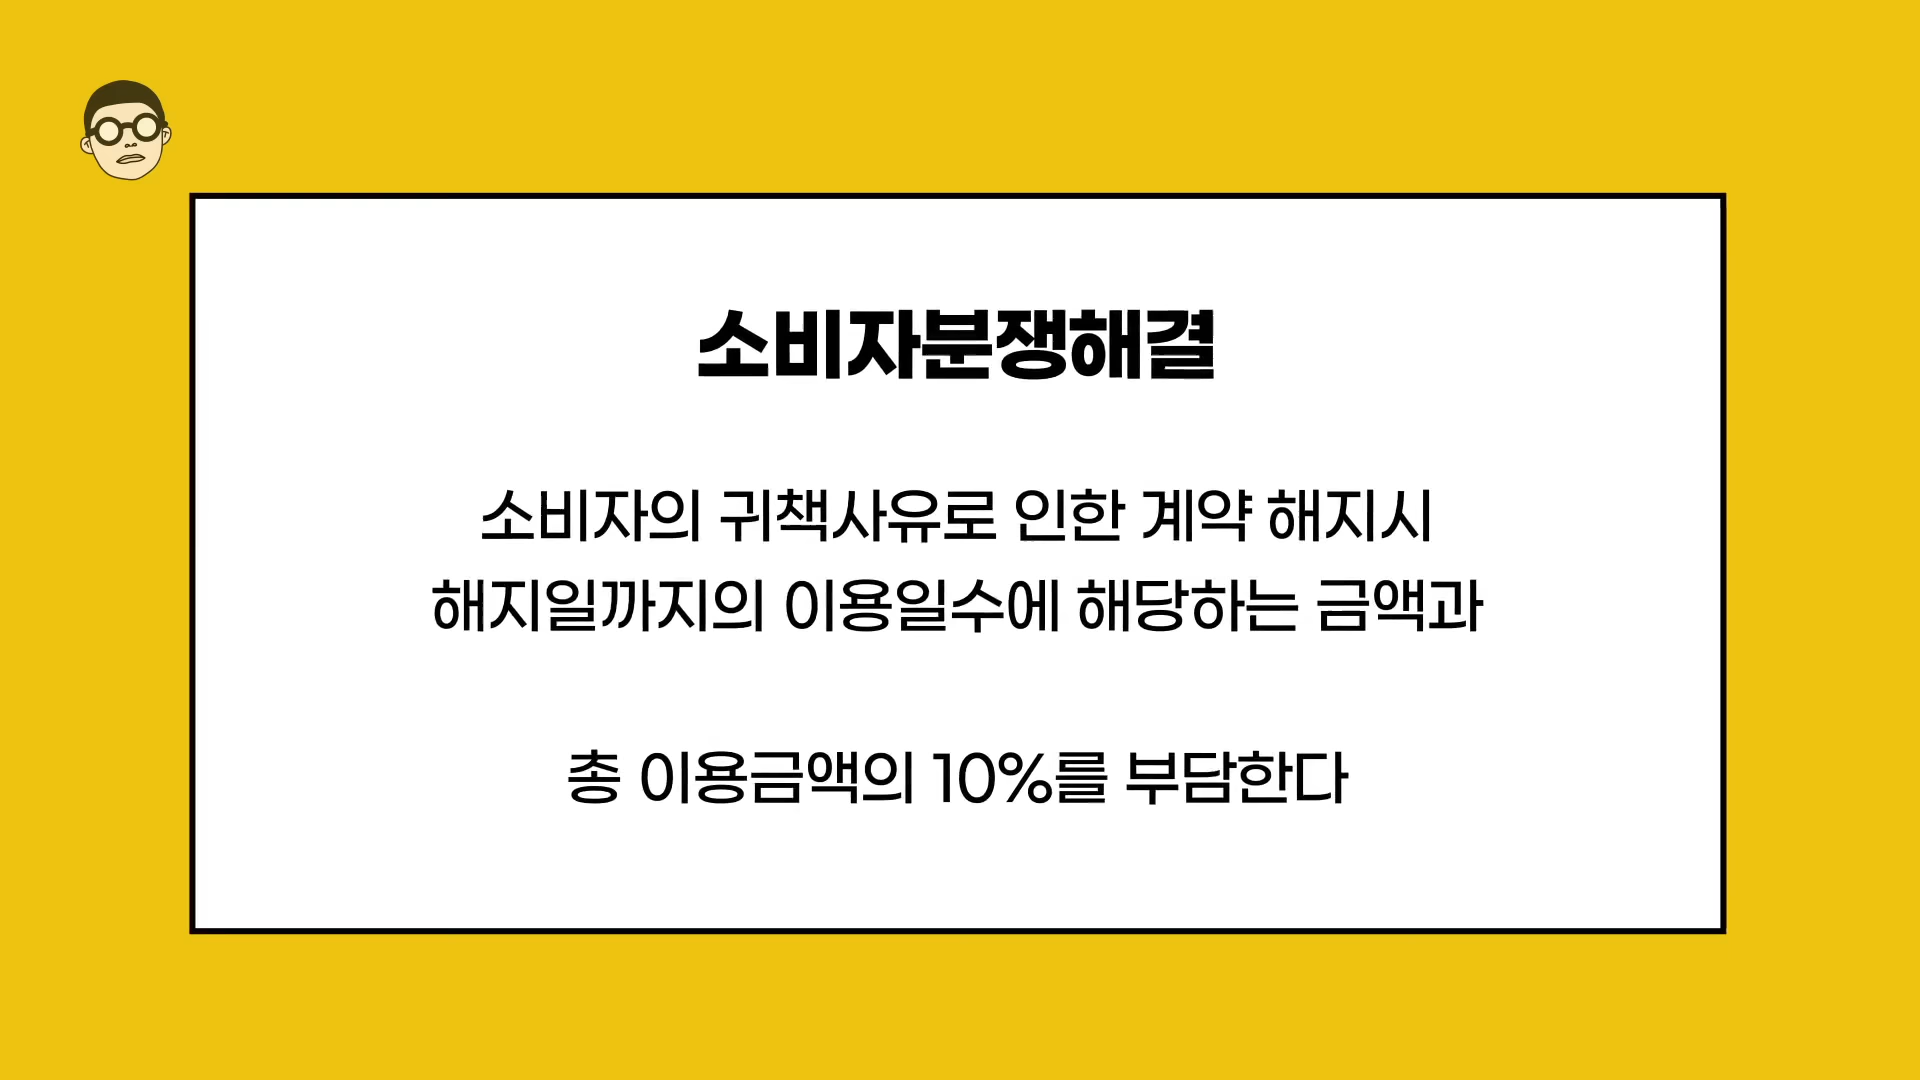 소비자분쟁해결
소비자의 귀책사유로 인한 계약 해지시
해지일까지의 이용일수에 해당하는 금액과
총 이용금액의 10%를 부담한다